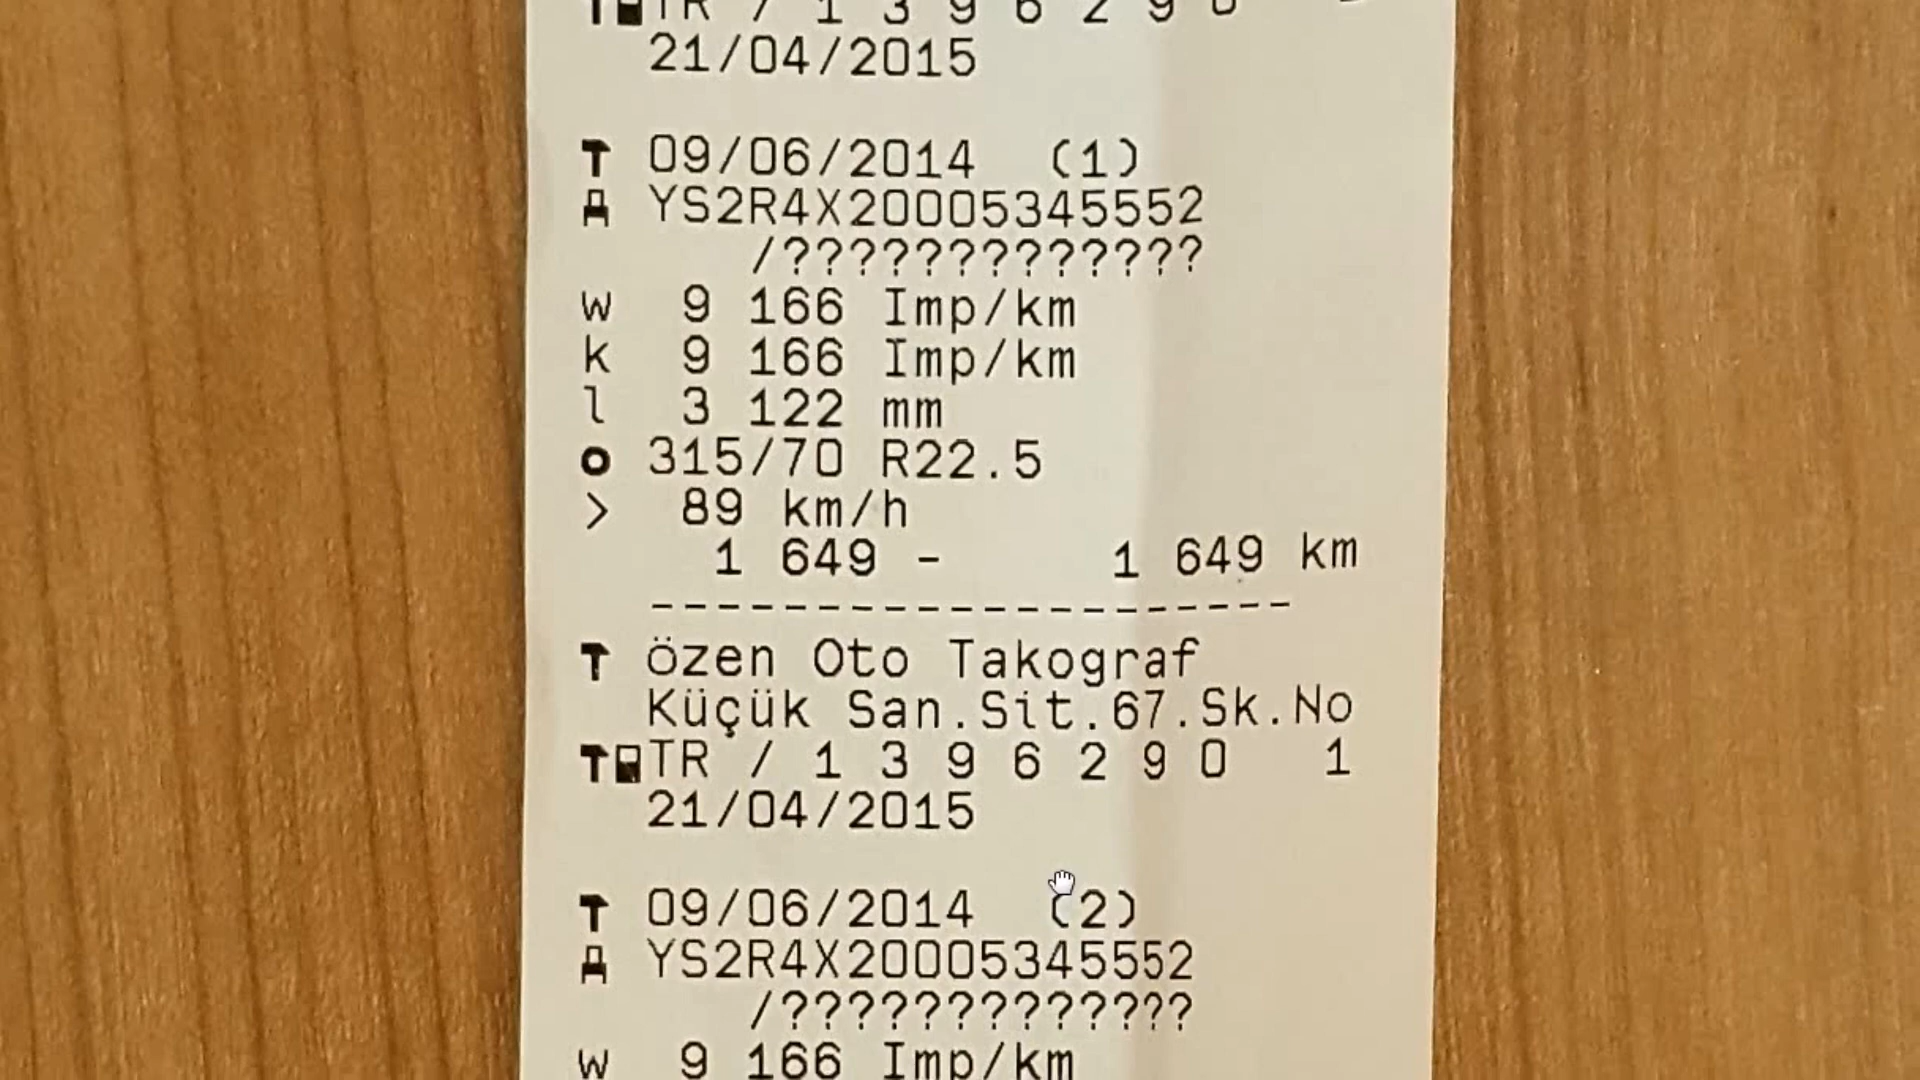 TR / 1 3 9 6 2 9 0
21/04/2015
09/06/2014 (1)
YS2R4X20005345552
/?????????????
w 9 166 Imp/km
k 9 166 Imp/km
l 3 122 mm
315/70 R22.5
> 89 km/h
1 649 - 1 649 km
--------------------
özen Oto Takograf
Küçük San.Sit.67.Sk.No
TR / 1 3 9 6 2 9 0 1
21/04/2015
09/06/2014 (2)
YS2R4X20005345552
/?????????????
w 9 166 Imp/km